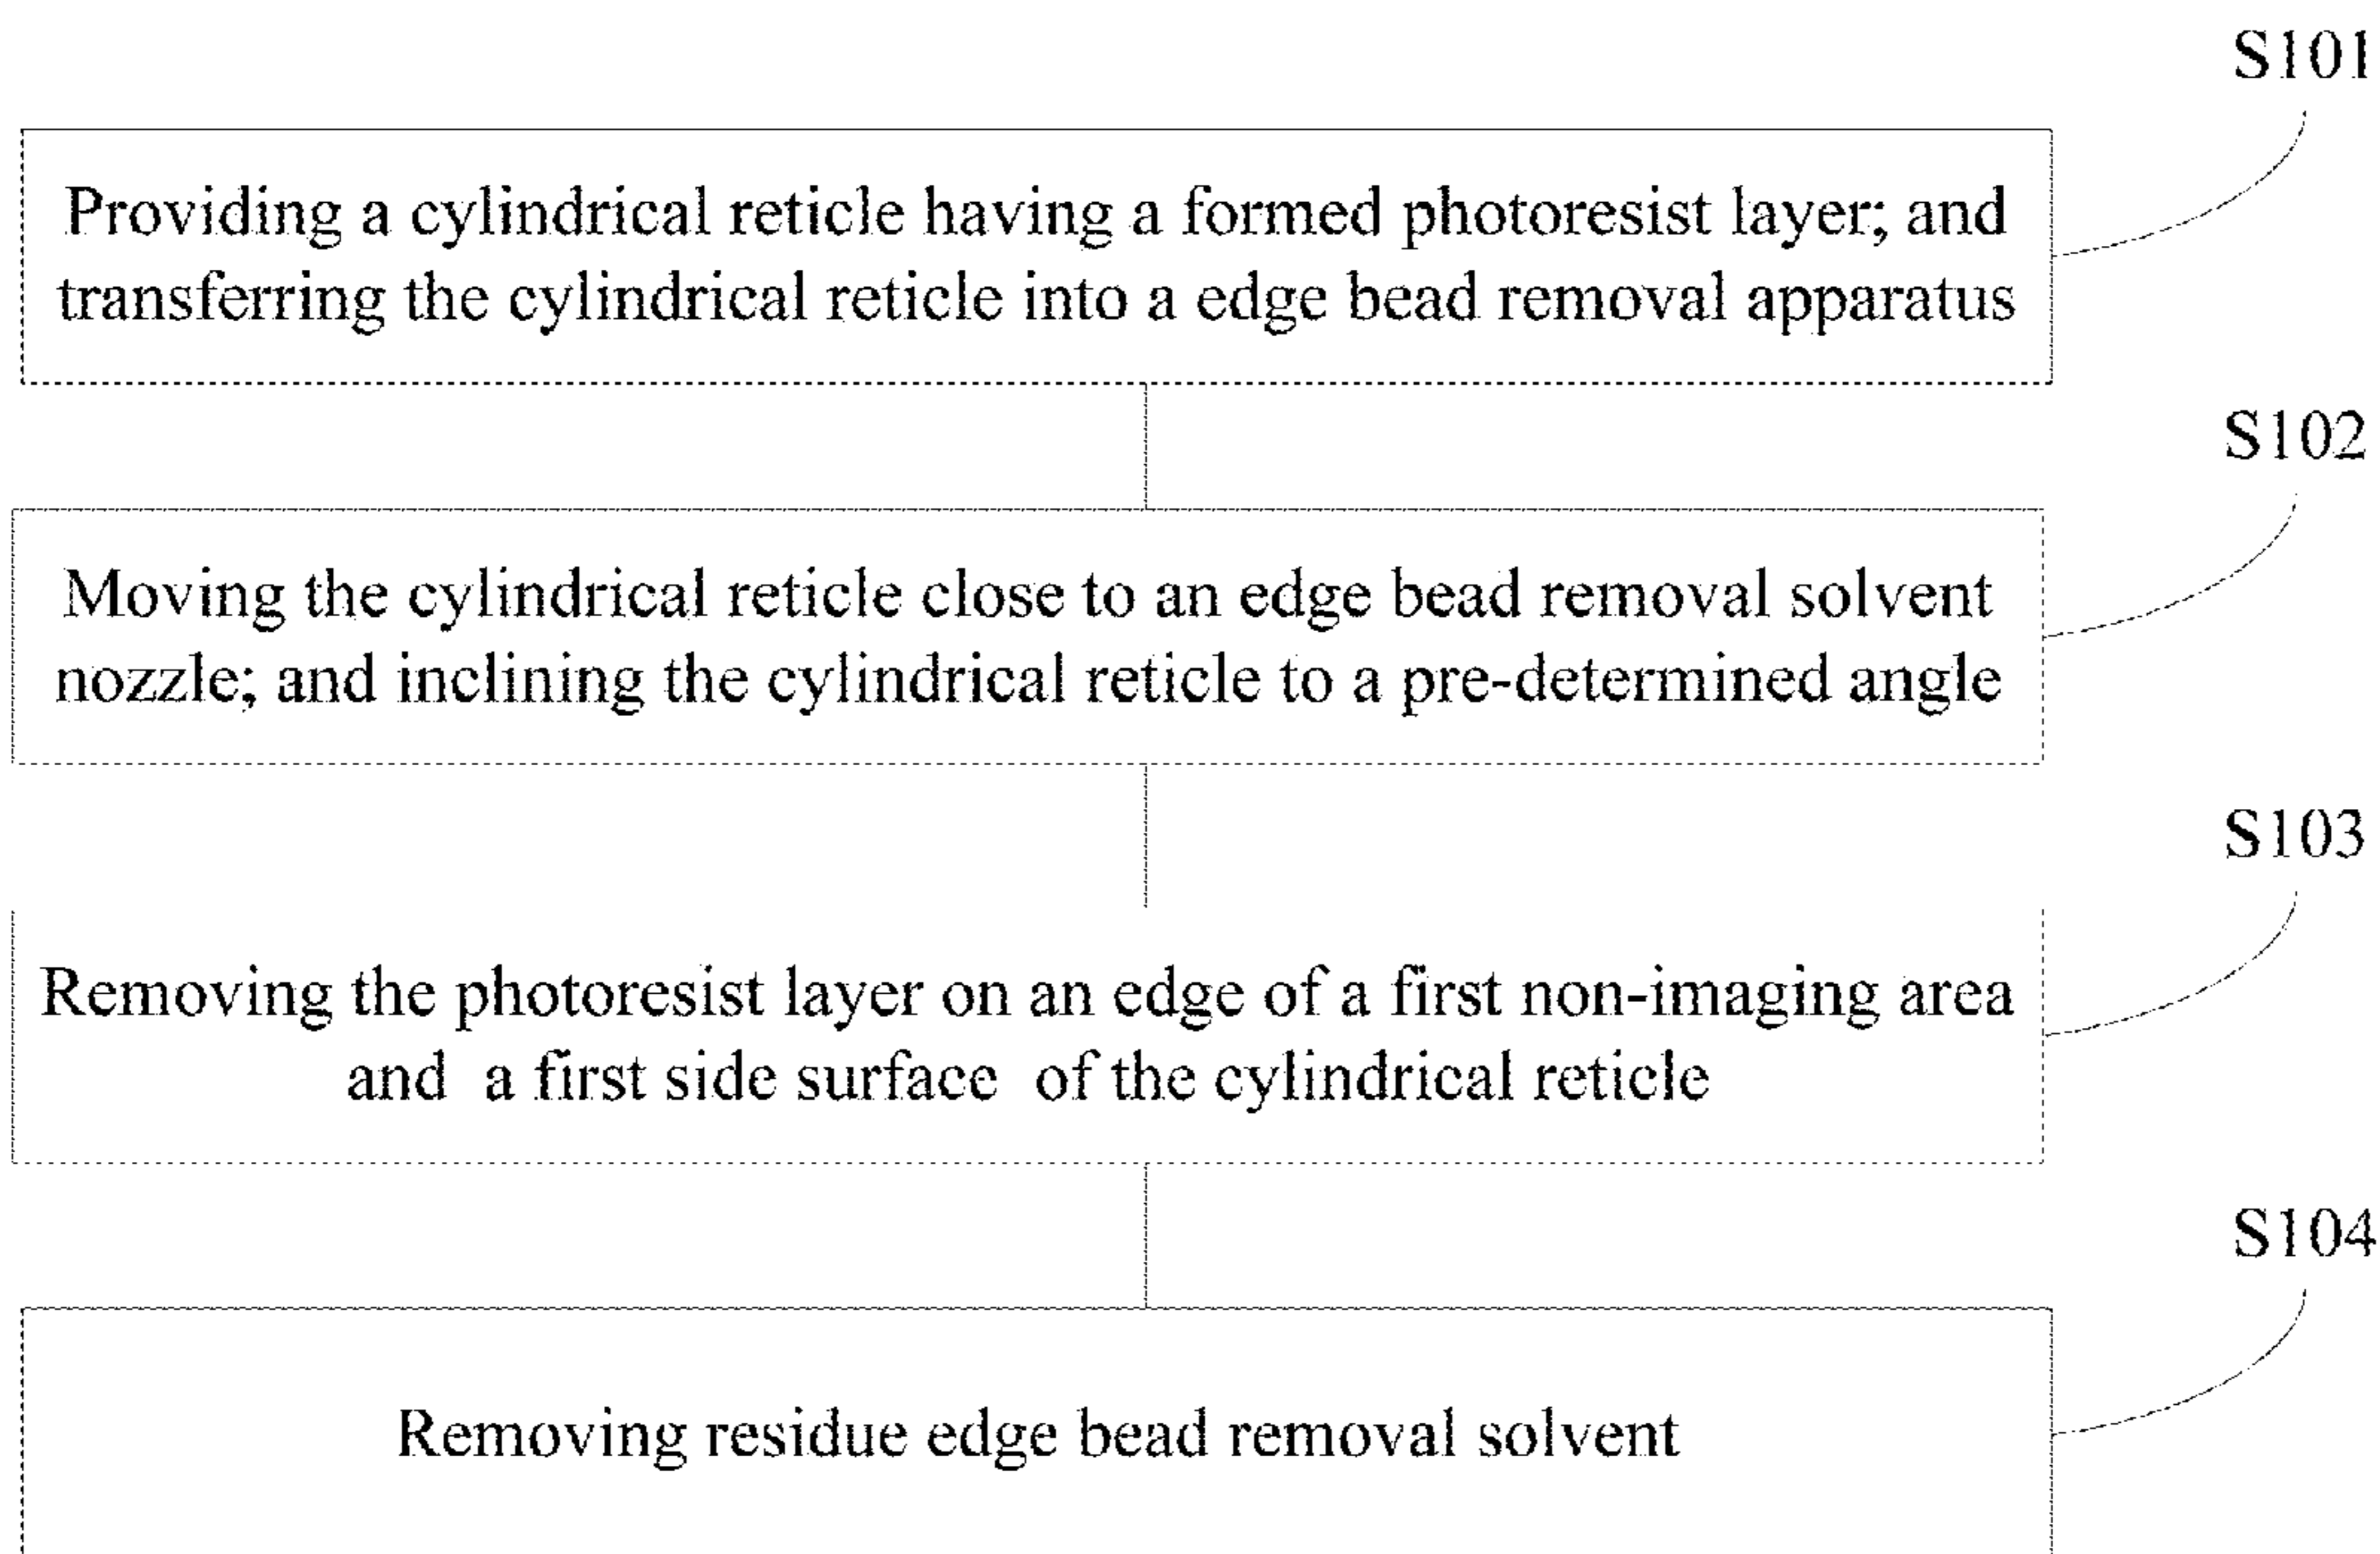 S101
Providing a cylindrical reticle having a formed photoresist layer; and
transferring the cylindrical reticle into a edge bead removal apparatus
S102
Moving the cylindrical reticle close to an edge bead removal solvent
nozzle; and inclining the cylindrical reticle to a pre-determined angle
S103
Removing the photoresist layer on an edge of a first non-imaging area
and a first side surface of the cylindrical reticle
S104
Removing residue edge bead removal solvent